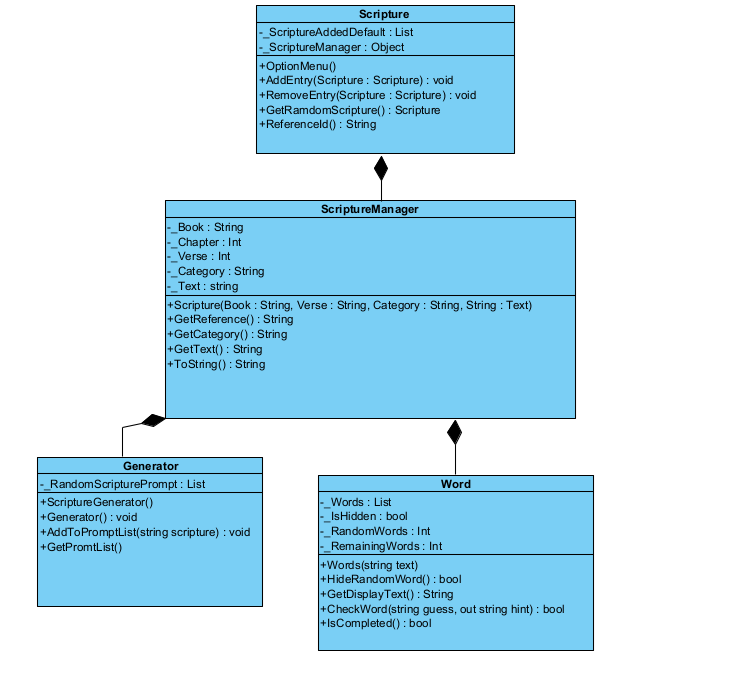 Scripture
-_ScriptureAddedDefault : List
-_ScriptureManager : Object
+OptionMenu()
+AddEntry(Scripture : Scripture) : void
+RemoveEntry(Scripture : Scripture) : void
+GetRamdomScripture() : Scripture
+ReferenceId() : String
ScriptureManager
-_Book : String
-_Chapter : Int
-_Verse : Int
-_Category : String
-_Text : string
+Scripture(Book : String, Verse : String, Category : String, String : Text)
+GetReference() : String
+GetCategory() : String
+GetText() : String
+ToString() : String
Generator
-_RandomScripturePrompt : List
+ScriptureGenerator()
+Generator() : void
+AddToPromptList(string scripture) : void
+GetPromtList()
Word
-_Words : List
-_IsHidden : bool
-_RandomWords : Int
-_RemainingWords : Int
+Words(string text)
+HideRandomWord() : bool
+GetDisplayText() : String
+CheckWord(string guess, out string hint) : bool
+IsCompleted() : bool